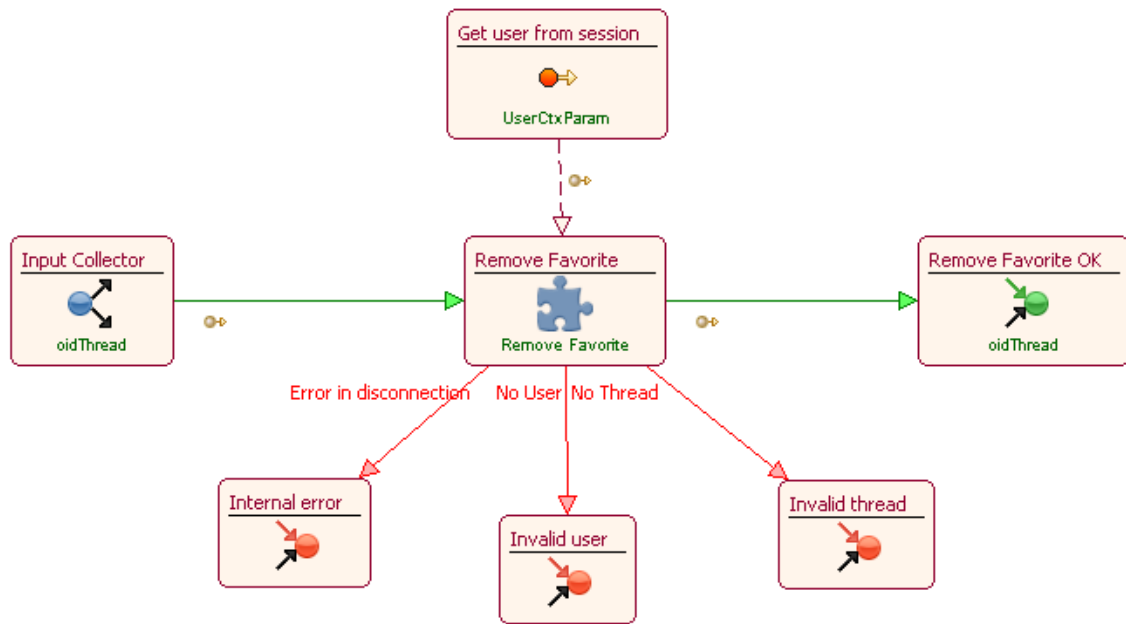 Get user from session
UserCtxParam
Input Collector
oidThread
Remove Favorite
Remove Favorite
Remove Favorite OK
oidThread
Error in disconnection
No User
No Thread
Internal error
Invalid user
Invalid thread